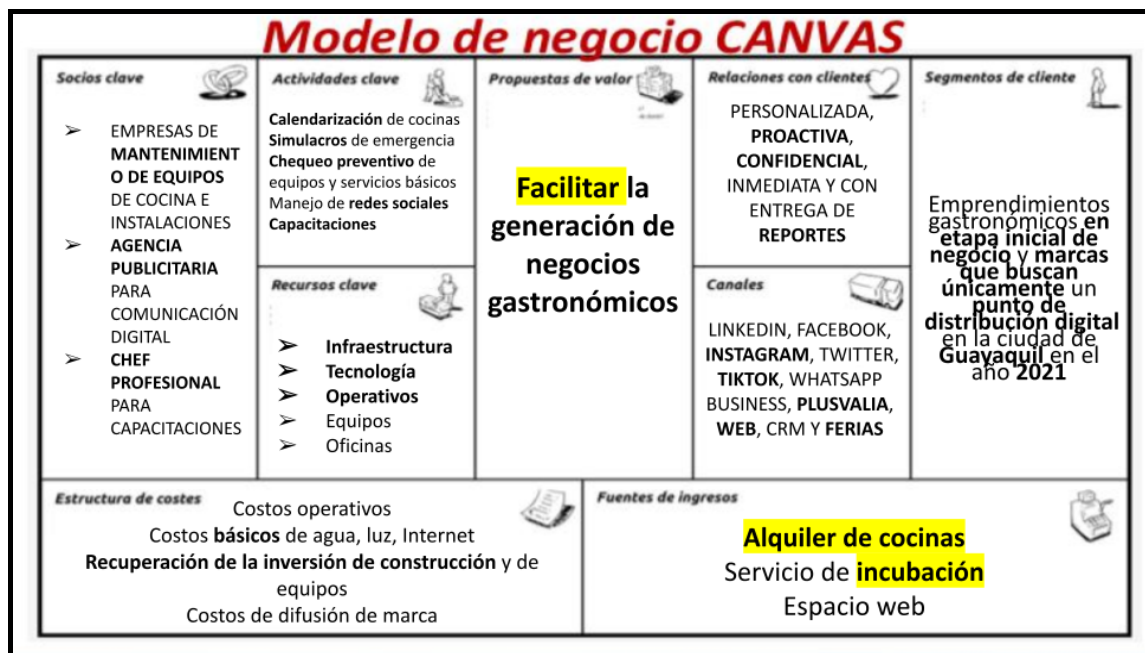 Modelo de negocio CANVAS
Socios clave
➢ EMPRESAS DE
MANTENIMIENT
O DE EQUIPOS
DE COCINA E
INSTALACIONES
➢ AGENCIA
PUBLICITARIA
PARA
COMUNICACIÓN
DIGITAL
➢ CHEF
PROFESIONAL
PARA
CAPACITACIONES
Actividades clave
Calendarización de cocinas
Simulacros de emergencia
Chequeo preventivo de
equipos y servicios básicos
Manejo de redes sociales
Capacitaciones
Recursos clave
➢ Infraestructura
➢ Tecnología
➢ Operativos
➢ Equipos
➢ Oficinas
Propuestas de valor
Facilitar la
generación de
negocios
gastronómicos
Relaciones con clientes
PERSONALIZADA,
PROACTIVA,
CONFIDENCIAL,
INMEDIATA Y CON
ENTREGA DE
REPORTES
Canales
LINKEDIN, FACEBOOK,
INSTAGRAM, TWITTER,
TIKTOK, WHATSAPP
BUSINESS, PLUSVALIA,
WEB, CRM Y FERIAS
Segmentos de cliente
Emprendimientos
gastronómicos en
etapa inicial de
negocio y marcas
que buscan
únicamente un
punto de
distribución digital
en la ciudad de
Guayaquil en el
año 2021
Estructura de costes
Costos operativos
Costos básicos de agua, luz, Internet
Recuperación de la inversión de construcción y de
equipos
Costos de difusión de marca
Fuentes de ingresos
Alquiler de cocinas
Servicio de incubación
Espacio web